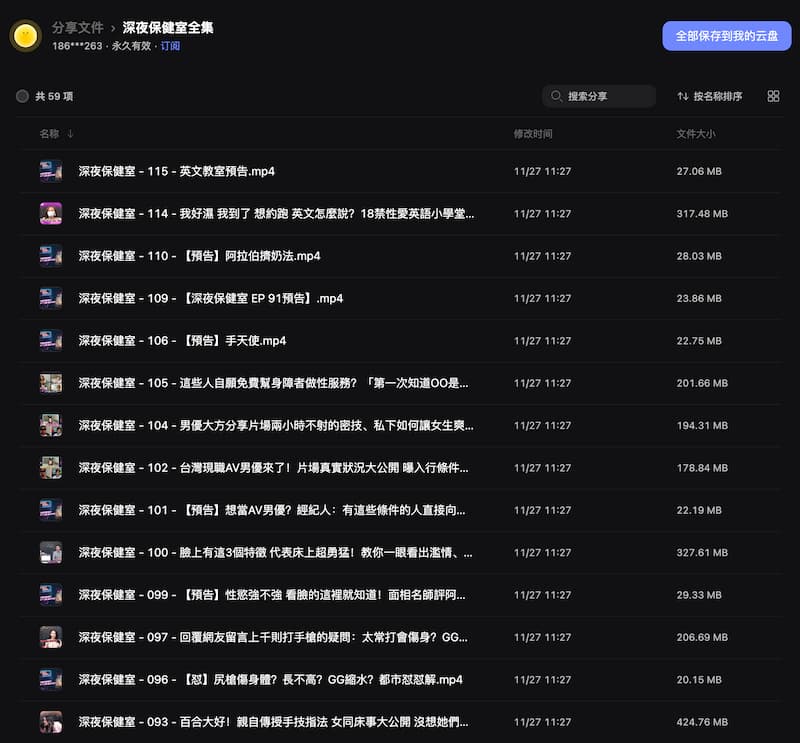 分享文件 › 深夜保健室全集
186***263 · 永久有效 · 订阅
全部保存到我的云盘
共 59 项
搜索分享
按名称排序
名称 ↓ 修改时间 文件大小
深夜保健室 - 115 - 英文教室預告.mp4 11/27 11:27 27.06 MB
深夜保健室 - 114 - 我好濕 我到了 想約跑 英文怎麼說？18禁性愛英語小學堂... 11/27 11:27 317.48 MB
深夜保健室 - 110 - 【預告】阿拉伯擠奶法.mp4 11/27 11:27 28.03 MB
深夜保健室 - 109 - 【深夜保健室 EP 91預告】.mp4 11/27 11:27 23.86 MB
深夜保健室 - 106 - 【預告】手天使.mp4 11/27 11:27 22.75 MB
深夜保健室 - 105 - 這些人自願免費幫身障者做性服務？「第一次知道OO是... 11/27 11:27 201.66 MB
深夜保健室 - 104 - 男優大方分享片場兩小時不射的密技、私下如何讓女生爽... 11/27 11:27 194.31 MB
深夜保健室 - 102 - 台灣現職AV男優來了！片場真實狀況大公開 曝入行條件... 11/27 11:27 178.84 MB
深夜保健室 - 101 - 【預告】想當AV男優？經紀人：有這些條件的人直接向... 11/27 11:27 22.19 MB
深夜保健室 - 100 - 臉上有這3個特徵 代表床上超勇猛！教你一眼看出濫情、... 11/27 11:27 327.61 MB
深夜保健室 - 099 - 【預告】性慾強不強 看臉的這裡就知道！面相名師評阿... 11/27 11:27 29.33 MB
深夜保健室 - 097 - 回覆網友留言上千則打手槍的疑問：太常打會傷身？GG... 11/27 11:27 206.69 MB
深夜保健室 - 096 - 【懟】尻槍傷身體？長不高？GG縮水？都市懟懟解.mp4 11/27 11:27 20.15 MB
深夜保健室 - 093 - 百合大好！親自傳授手技指法 女同床事大公開 沒想她們... 11/27 11:27 424.76 MB